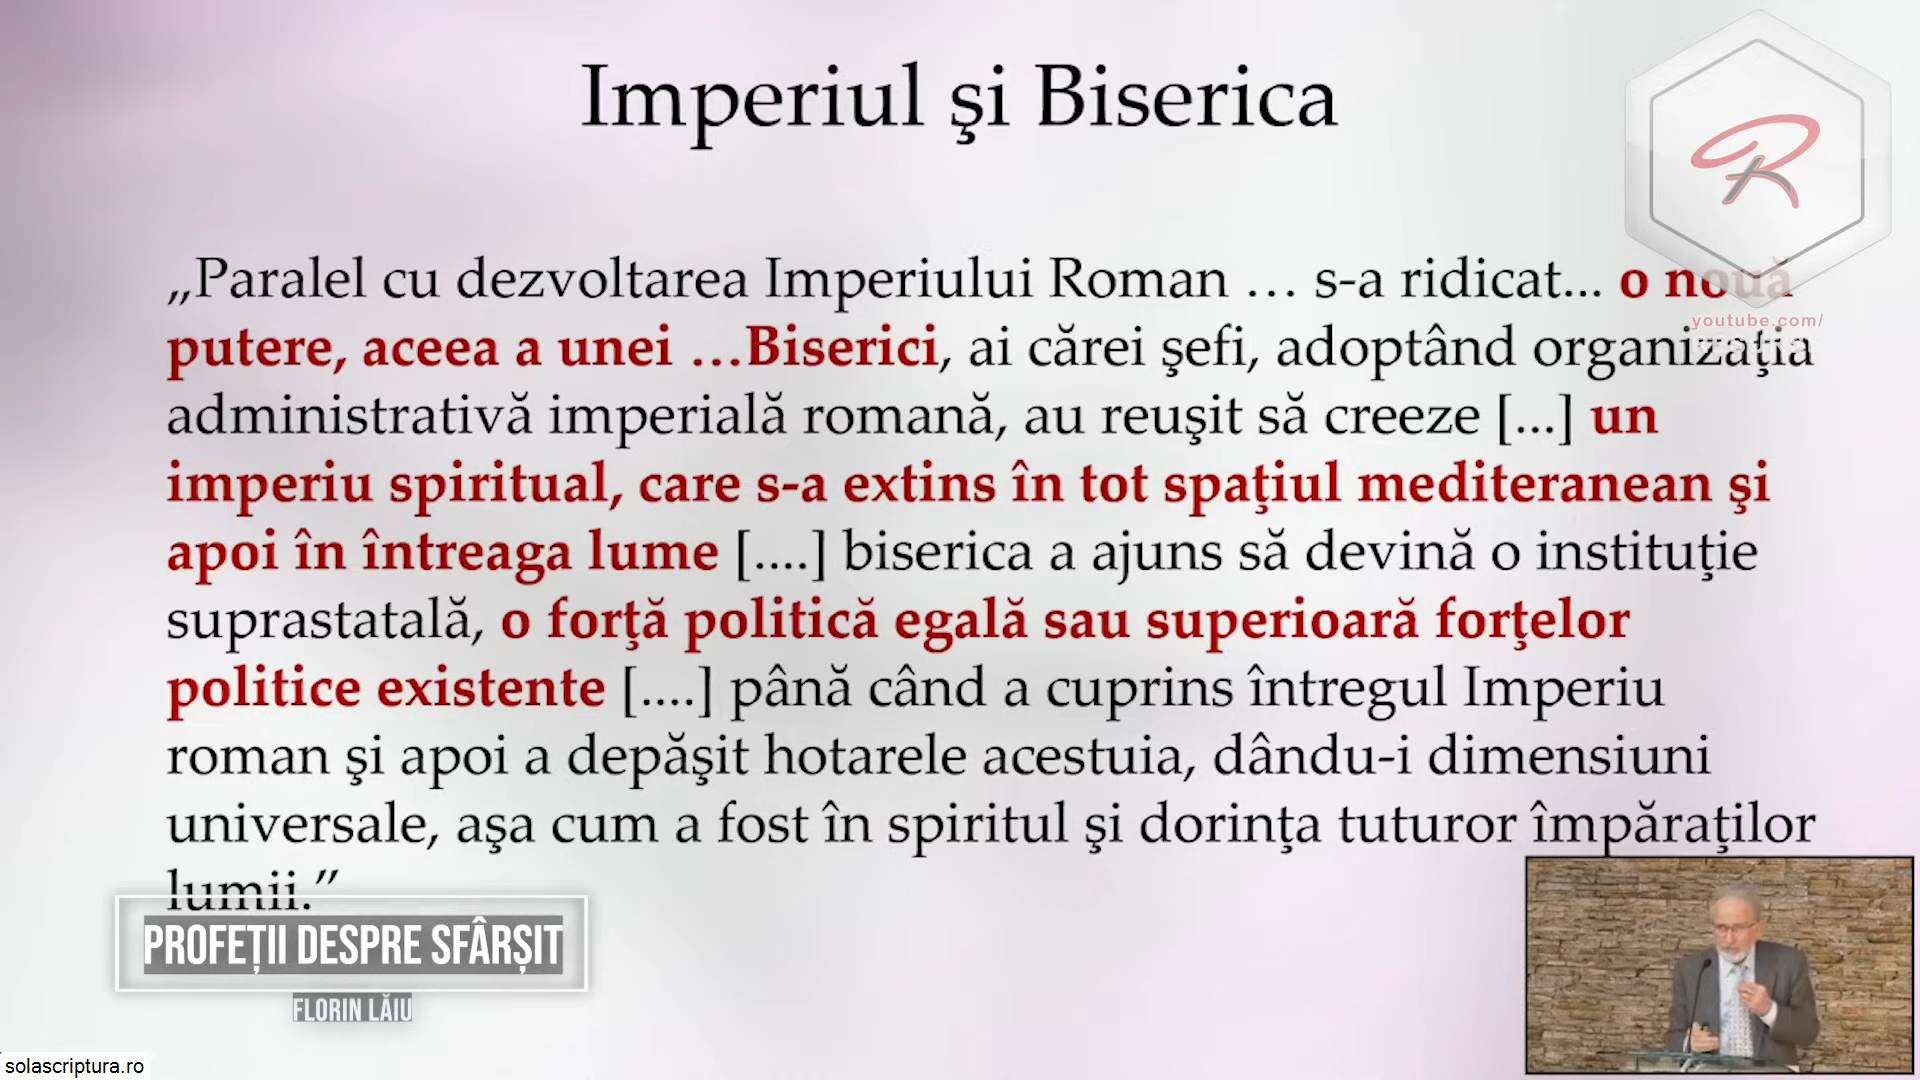 Imperiul şi Biserica
„Paralel cu dezvoltarea Imperiului Roman … s-a ridicat... o nouă
putere, aceea a unei …Biserici, ai cărei şefi, adoptând organizaţia
administrativă imperială romană, au reuşit să creeze [...] un
imperiu spiritual, care s-a extins în tot spaţiul mediteranean şi
apoi în întreaga lume [....] biserica a ajuns să devină o instituţie
suprastatală, o forţă politică egală sau superioară forţelor
politice existente [....] până când a cuprins întregul Imperiu
roman şi apoi a depăşit hotarele acestuia, dându-i dimensiuni
universale, aşa cum a fost în spiritul şi dorinţa tuturor împăraţilor
lumii.”
R
youtube.com/
PROFEȚII DESPRE SFÂRȘIT
FLORIN LĂIU
solascriptura.ro